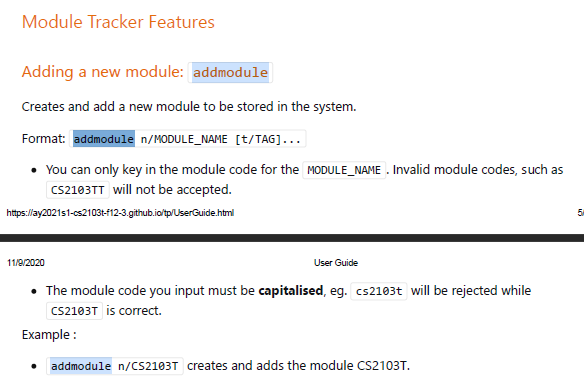 Module Tracker Features
Adding a new module: addmodule
Creates and add a new module to be stored in the system.
Format: addmodule n/MODULE_NAME [t/TAG]...
• You can only key in the module code for the MODULE_NAME . Invalid module codes, such as
CS2103TT will not be accepted.
https://ay2021s1-cs2103t-f12-3.github.io/tp/UserGuide.html 5/
11/9/2020 User Guide
• The module code you input must be capitalised, eg. cs2103t will be rejected while
CS2103T is correct.
Example :
• addmodule n/CS2103T creates and adds the module CS2103T.